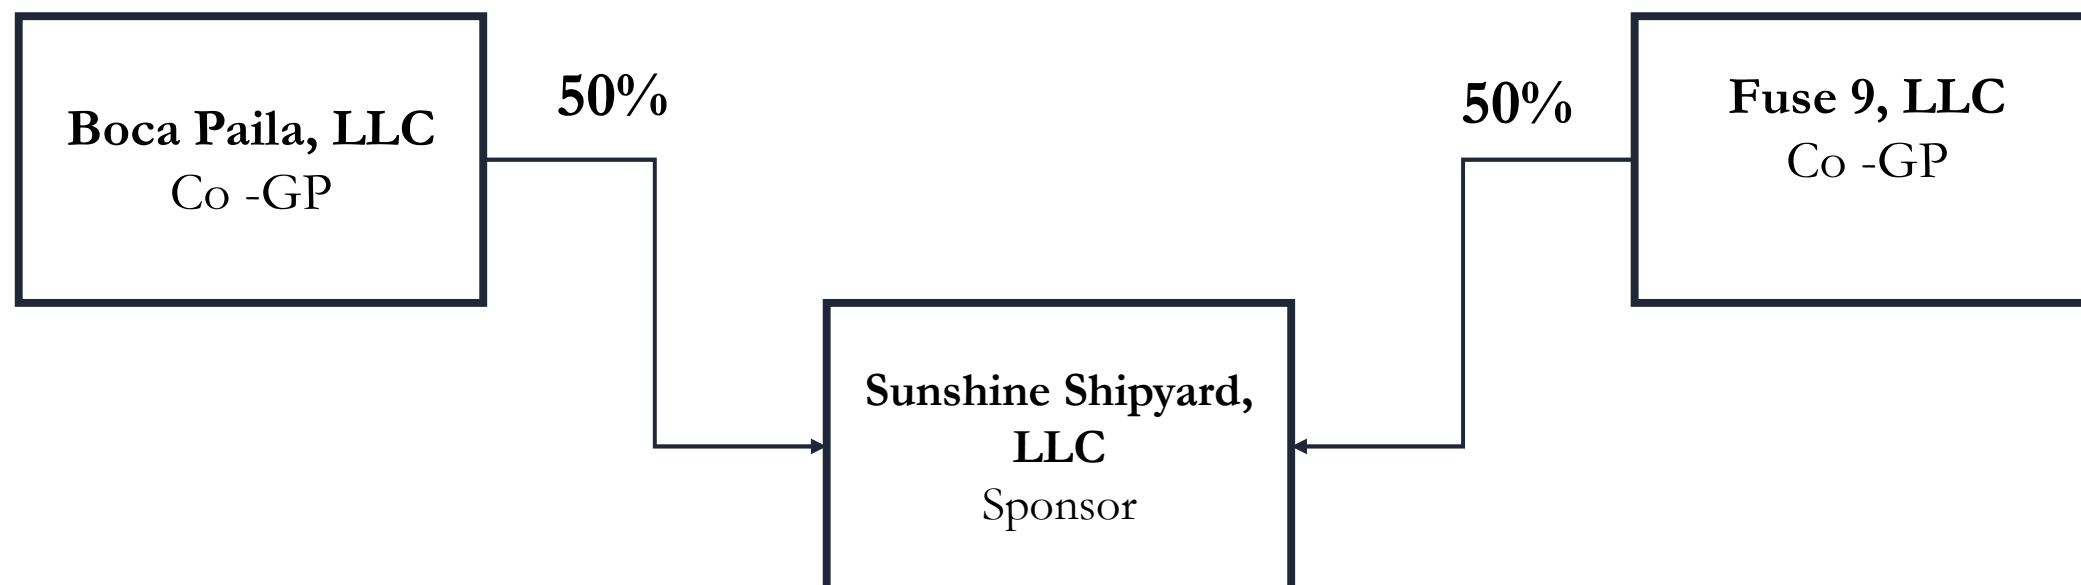 Boca Paila, LLC
Co -GP
50%
50%
Fuse 9, LLC
Co -GP
Sunshine Shipyard,
LLC
Sponsor